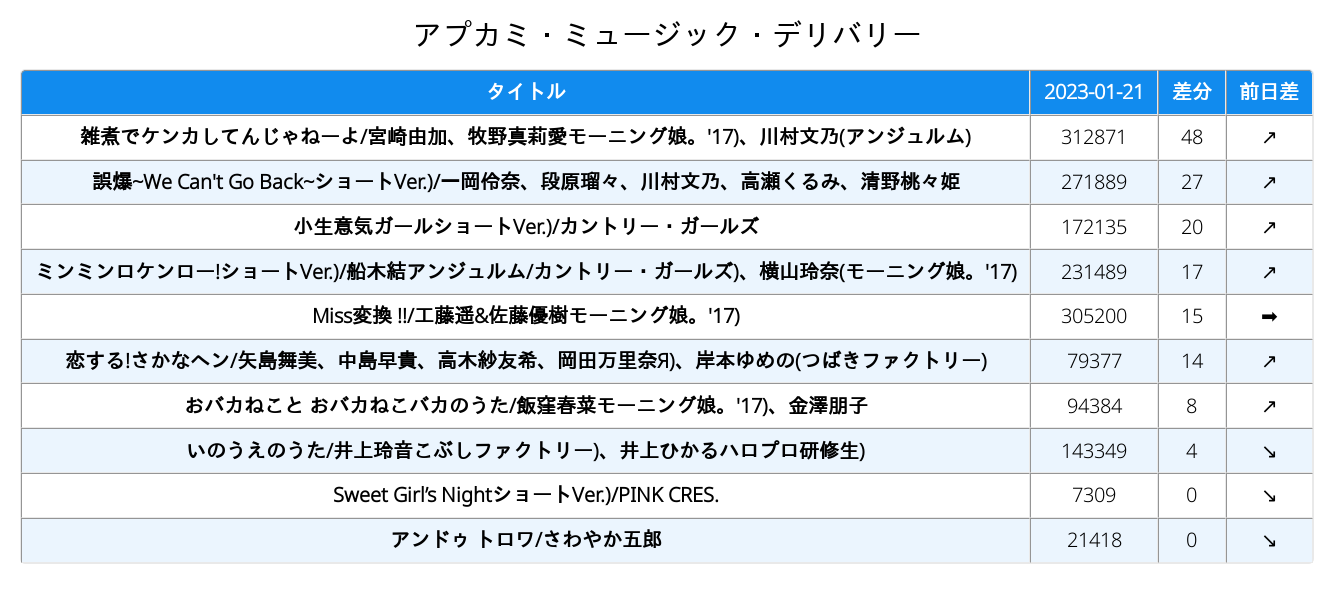 アプカミ・ミュージック・デリバリー
タイトル 2023-01-21 差分 前日差
雑煮でケンカしてんじゃねーよ/宮崎由加、牧野真莉愛モーニング娘。'17)、川村文乃(アンジュルム) 312871 48 ↗
誤爆~We Can't Go Back~ショートVer.)/一岡伶奈、段原瑠々、川村文乃、高瀬くるみ、清野桃々姫 271889 27 ↗
小生意気ガールショートVer.)/カントリー・ガールズ 172135 20 ↗
ミンミンロケンロー!ショートVer.)/船木結アンジュルム/カントリー・ガールズ)、横山玲奈(モーニング娘。'17) 231489 17 ↗
Miss変換 !!/工藤遥&佐藤優樹モーニング娘。'17) 305200 15 ➡
恋する!さかなヘン/矢島舞美、中島早貴、高木紗友希、岡田万里奈Я)、岸本ゆめの(つばきファクトリー) 79377 14 ↗
おバカねこと おバカねこバカのうた/飯窪春菜モーニング娘。'17)、金澤朋子 94384 8 ↗
いのうえのうた/井上玲音こぶしファクトリー)、井上ひかるハロプロ研修生) 143349 4 ↘
Sweet Girl’s NightショートVer.)/PINK CRES. 7309 0 ↘
アンドゥ トロワ/さわやか五郎 21418 0 ↘